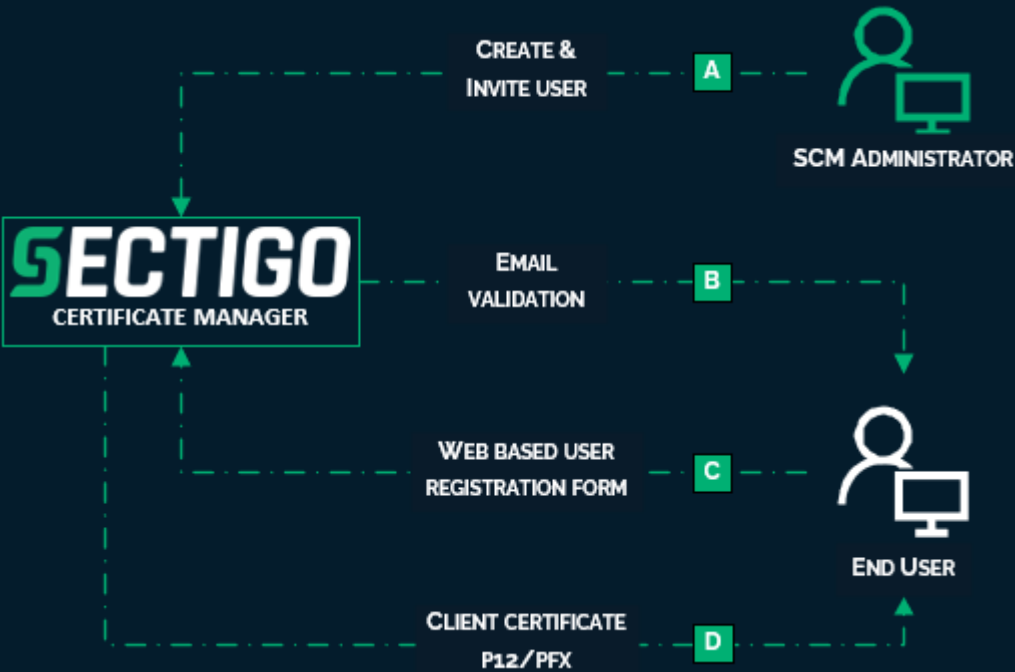 CREATE &
INVITE USER
A
SCM ADMINISTRATOR
SECTIGO
CERTIFICATE MANAGER
EMAIL
VALIDATION
B
WEB BASED USER
REGISTRATION FORM
C
END USER
CLIENT CERTIFICATE
P12/PFX
D